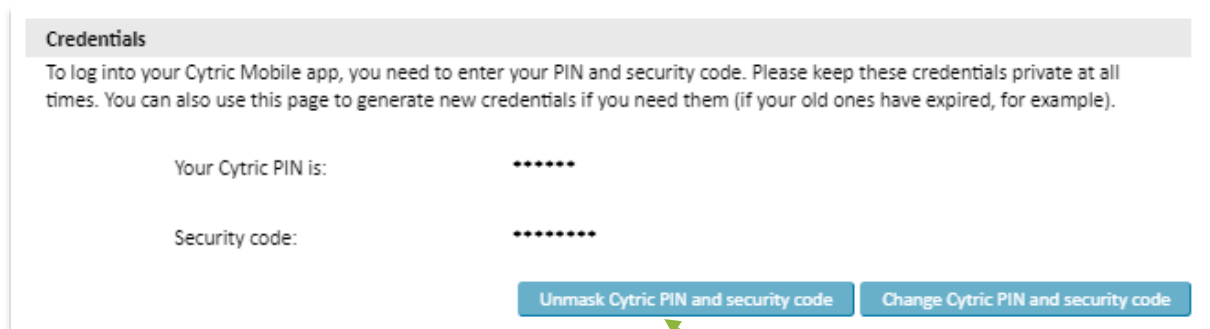 Credentials
To log into your Cytric Mobile app, you need to enter your PIN and security code. Please keep these credentials private at all
times. You can also use this page to generate new credentials if you need them (if your old ones have expired, for example).
Your Cytric PIN is: ••••••
Security code: ••••••••
Unmask Cytric PIN and security code Change Cytric PIN and security code